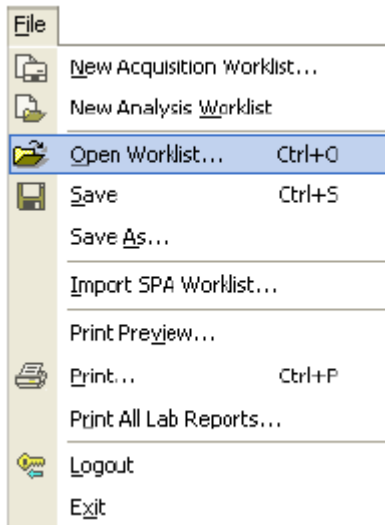 File
New Acquisition Worklist...
New Analysis Worklist
Open Worklist... Ctrl+O
Save Ctrl+S
Save As...
Import SPA Worklist...
Print Preview...
Print... Ctrl+P
Print All Lab Reports...
Logout
Exit